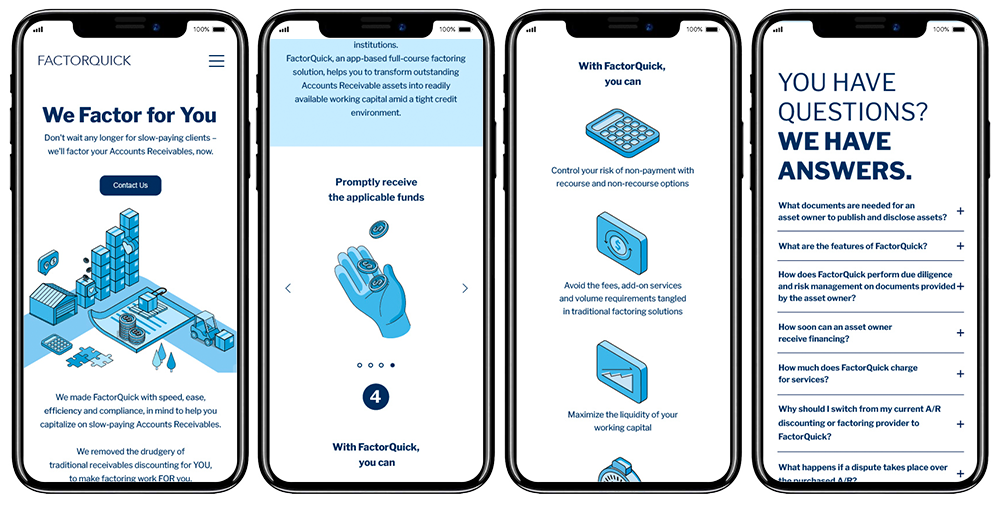 100%
FACTORQUICK
We Factor for You
Don't wait any longer for slow-paying clients –
we'll factor your Accounts Receivables, now.
Contact Us
We made FactorQuick with speed, ease,
efficiency and compliance, in mind to help you
capitalize on slow-paying Accounts Receivables.
We removed the drudgery of
traditional receivables discounting for YOU,
to make factoring work FOR you.
100%
institutions.
FactorQuick, an app-based full-course factoring
solution, helps you to transform outstanding
Accounts Receivable assets into readily
available working capital amid a tight credit
environment.
Promptly receive
the applicable funds
4
With FactorQuick,
you can
100%
With FactorQuick,
you can
Control your risk of non-payment with
recourse and non-recourse options
Avoid the fees, add-on services
and volume requirements tangled
in traditional factoring solutions
Maximize the liquidity of your
working capital
100%
YOU HAVE
QUESTIONS?
WE HAVE
ANSWERS.
What documents are needed for an
asset owner to publish and disclose assets?
What are the features of FactorQuick?
How does FactorQuick perform due diligence
and risk management on documents provided
by the asset owner?
How soon can an asset owner
receive financing?
How much does FactorQuick charge
for services?
Why should I switch from my current A/R
discounting or factoring provider to
FactorQuick?
What happens if a dispute takes place over
the purchased A/R?